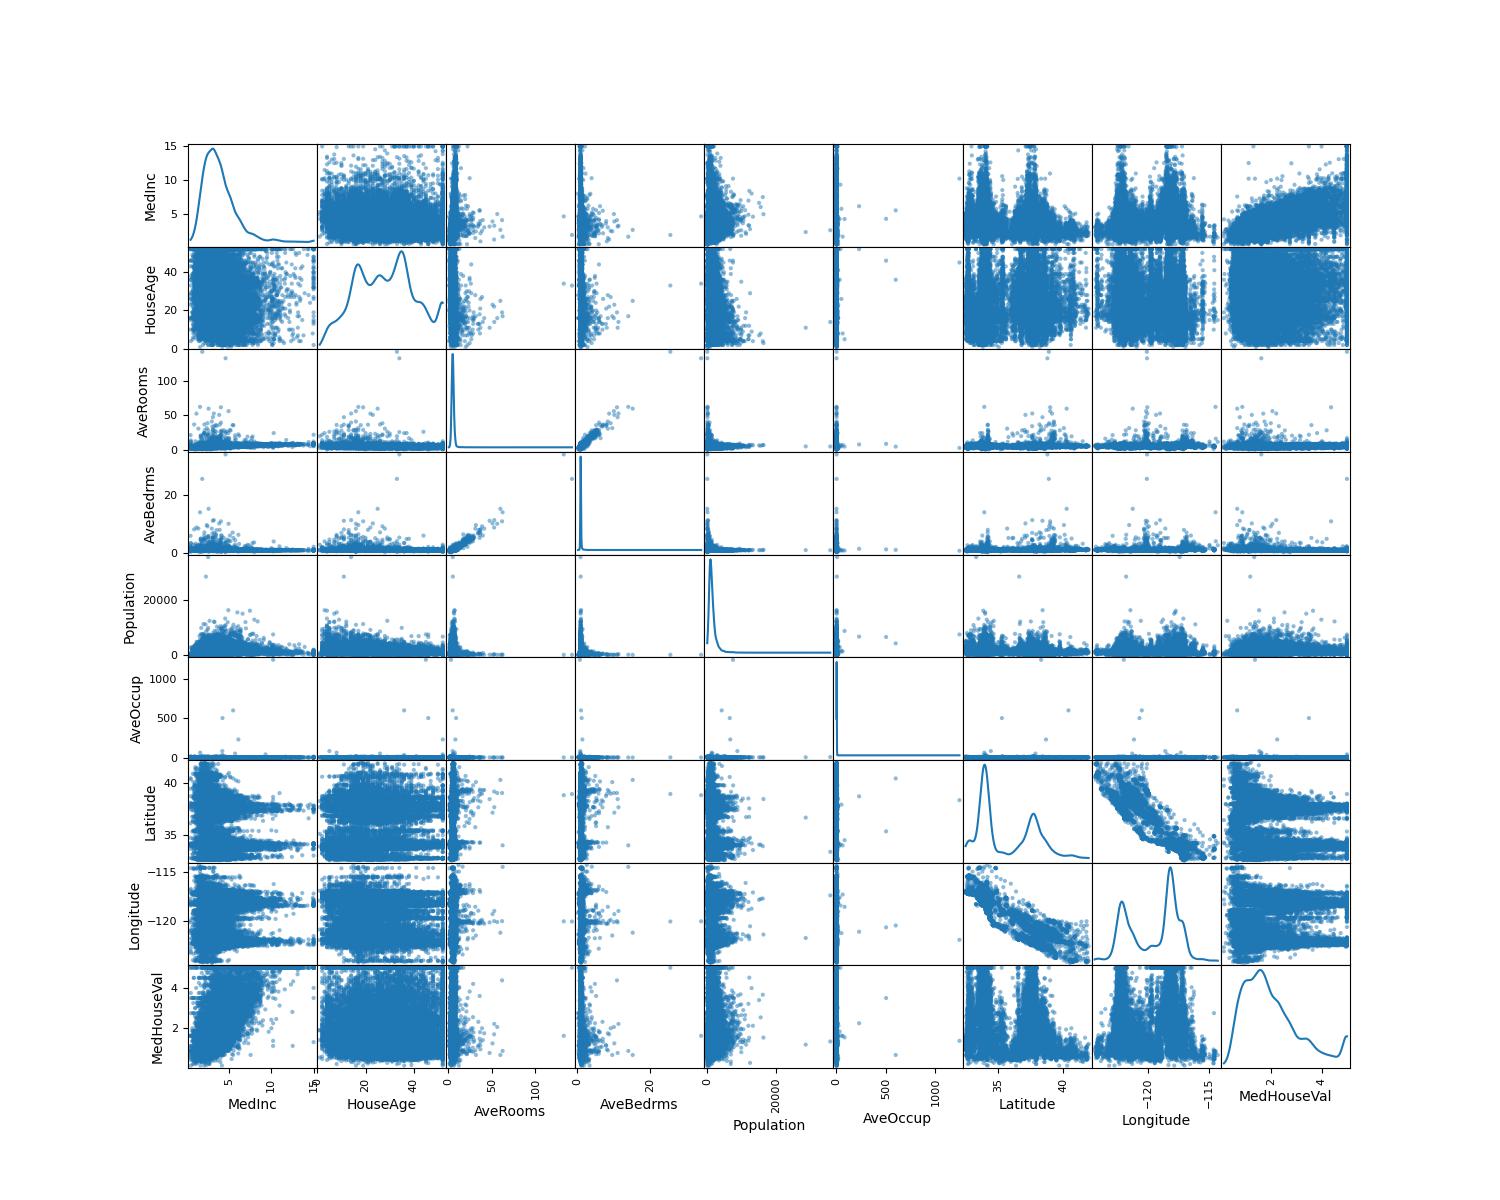 15
10
5
MedInc
40
20
0
HouseAge
100
50
0
AveRooms
20
0
AveBedrms
20000
0
Population
1000
500
0
AveOccup
40
35
Latitude
−115
−120
Longitude
4
2
MedHouseVal
5 10 15 0 20 40 0 50 100 0 20 0 20000 0 500 1000 35 40 −120 −115 2 4
MedInc HouseAge AveRooms AveBedrms Population AveOccup Latitude Longitude MedHouseVal